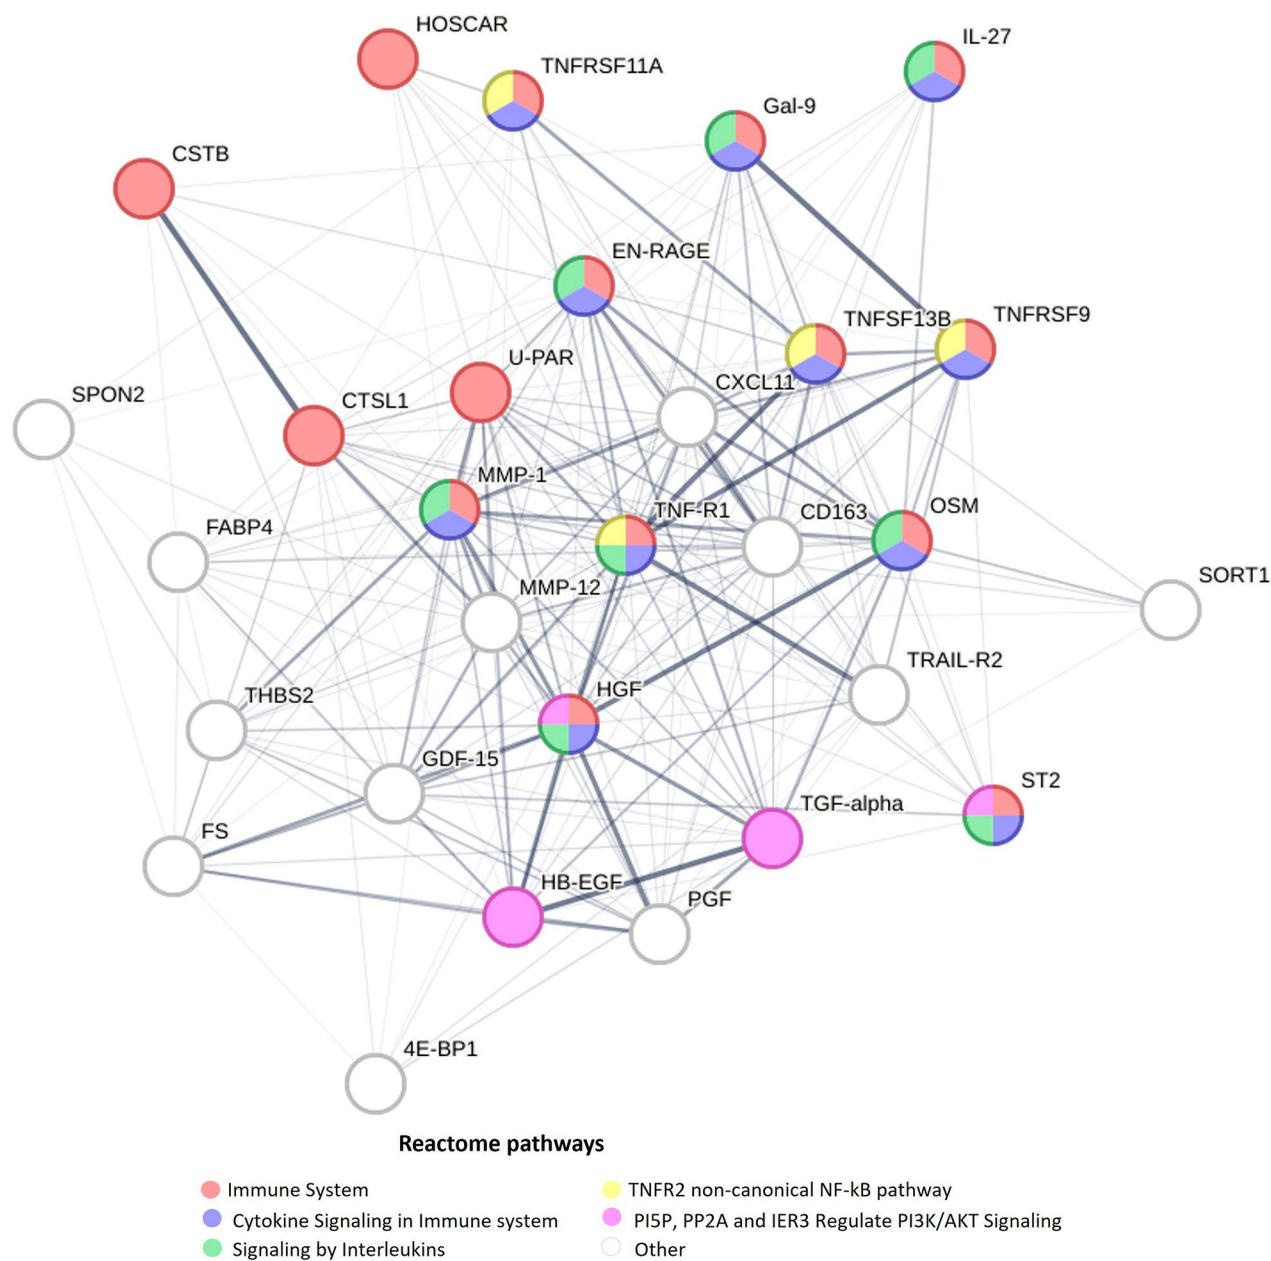 HOSCAR
IL-27
TNFRSF11A
Gal-9
CSTB
EN-RAGE
TNFSF13B
TNFRSF9
U-PAR
CXCL11
SPON2
CTSL1
MMP-1
TNF-R1
CD163
OSM
FABP4
SORT1
MMP-12
TRAIL-R2
THBS2
HGF
GDF-15
ST2
TGF-alpha
FS
HB-EGF
PGF
4E-BP1
Reactome pathways
Immune System
TNFR2 non-canonical NF-kB pathway
Cytokine Signaling in Immune system
PI5P, PP2A and IER3 Regulate PI3K/AKT Signaling
Signaling by Interleukins
Other